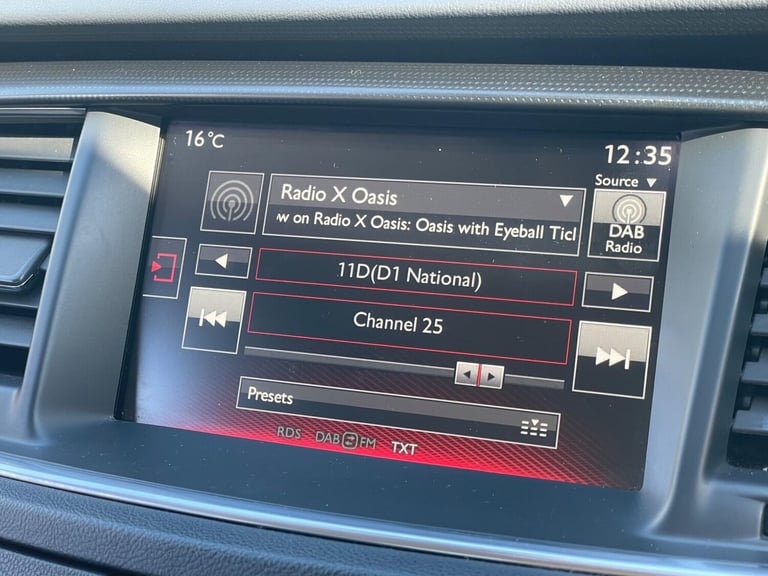 16°C
12:35
Source
Radio X Oasis
on Radio X Oasis: Oasis with Eyeball
DAB
Radio
11D(D1 National)
Channel 25
Presets
RDS DAB FM TXT